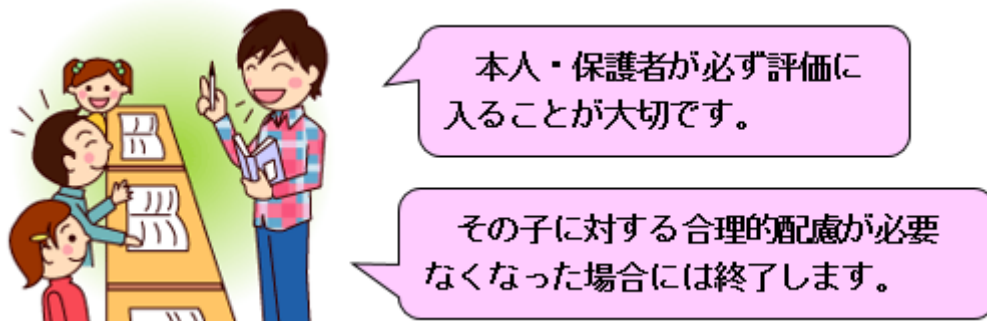 本人・保護者が必ず評価に
入ることが大切です。
その子に対する合理的配慮が必要
なくなった場合には終了します。